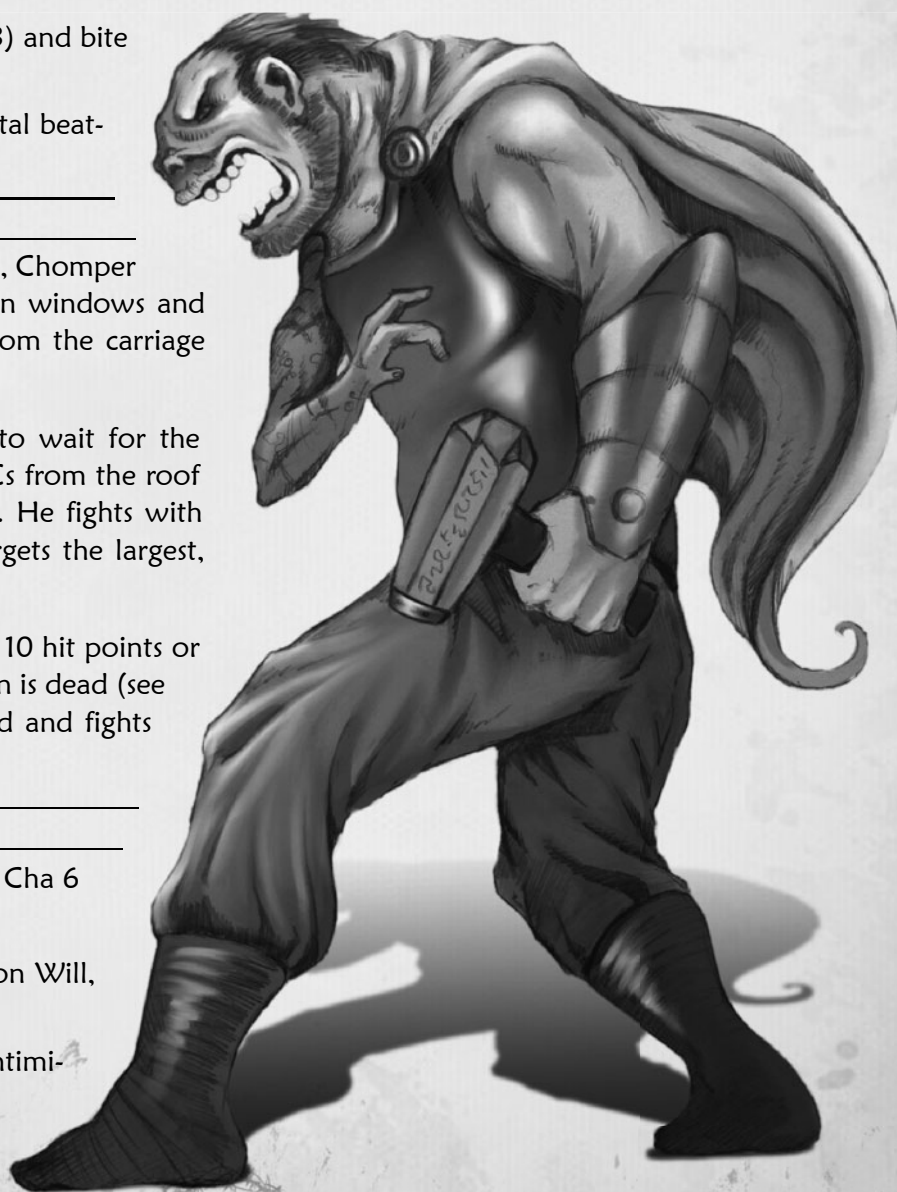 3) and bite
tal beat-
, Chomper
n windows and
om the carriage
to wait for the
Cs from the roof
. He fights with
rgets the largest,
10 hit points or
n is dead (see
d and fights
Cha 6
on Will,
ntimi-